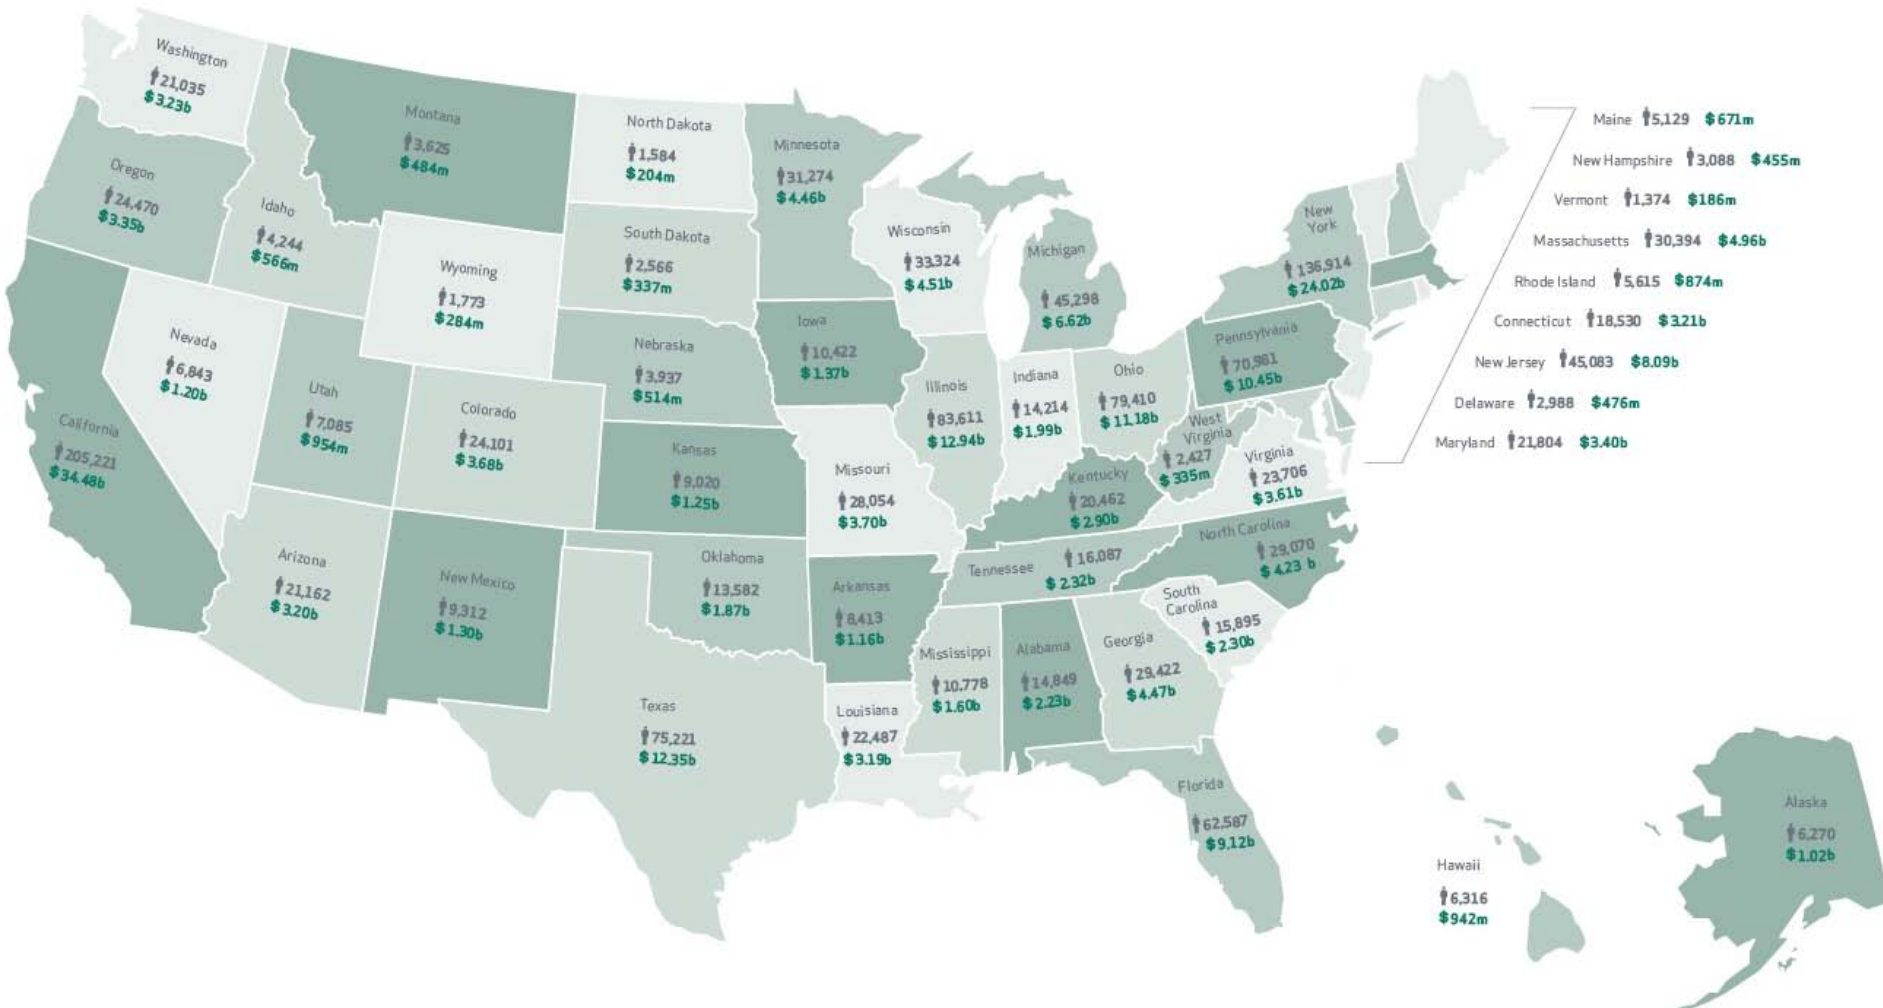 Washington
21,035
$3.23b
Oregon
24,470
$3.35b
California
205,221
$34.48b
Nevada
6,843
$1.20b
Idaho
4,244
$566m
Montana
3,625
$484m
Wyoming
1,773
$284m
Utah
7,085
$954m
Colorado
24,101
$3.68b
Arizona
21,162
$3.20b
New Mexico
9,312
$1.30b
North Dakota
1,584
$204m
South Dakota
2,566
$337m
Nebraska
3,937
$514m
Kansas
9,020
$1.25b
Oklahoma
13,582
$1.87b
Texas
75,221
$12.35b
Minnesota
31,274
$4.46b
Iowa
10,422
$1.37b
Missouri
28,054
$3.70b
Arkansas
8,413
$1.16b
Louisiana
22,487
$3.19b
Wisconsin
33,324
$4.51b
Illinois
83,611
$12.94b
Michigan
45,298
$6.62b
Indiana
14,214
$1.99b
Ohio
79,410
$11.18b
Kentucky
20,462
$2.90b
Tennessee 16,087
$2.32b
Mississippi
10.778
$1.60b
Alabama
14,849
$2.23b
Georgia
29,422
$4.47b
Florida
62,587
$9.12b
South
Carolina
15,895
$2.30b
North Carolina
29,070
$4.23 b
Virginia
23,706
$3.61b
West
Virginia
2,427
$335m
Pennsylvania
70,981
$10.45b
New
York
136,914
$24.02b
Maine 5,129 $671m
New Hampshire 3,088 $455m
Vermont 1,374 $186m
Massachusetts 30,394 $4.96b
Rhode Island 5,615 $874m
Connecticut 18,530 $3.21b
New Jersey 45,083 $8.09b
Delaware 2,988 $476m
Maryland 21,804 $3.40b
Hawaii
6,316
$942m
Alaska
6,270
$1.02b